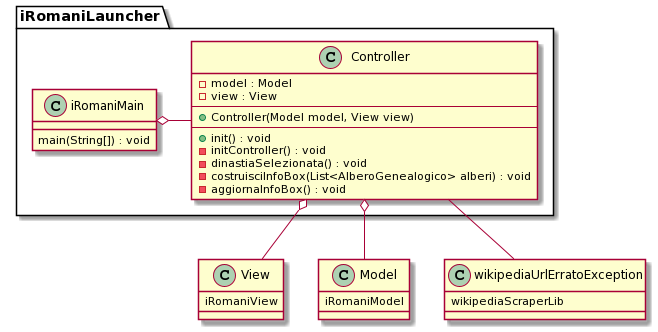 iRomaniLauncher
C Controller
model : Model
view : View
Controller(Model model, View view)
init() : void
initController() : void
dinastiaSelezionata() : void
costruisciInfoBox(List<AlberoGenealogico> alberi) : void
aggiornaInfoBox() : void
C iRomaniMain
main(String[]) : void
C View
iRomaniView
C Model
iRomaniModel
C wikipediaUrlErratoException
wikipediaScraperLib